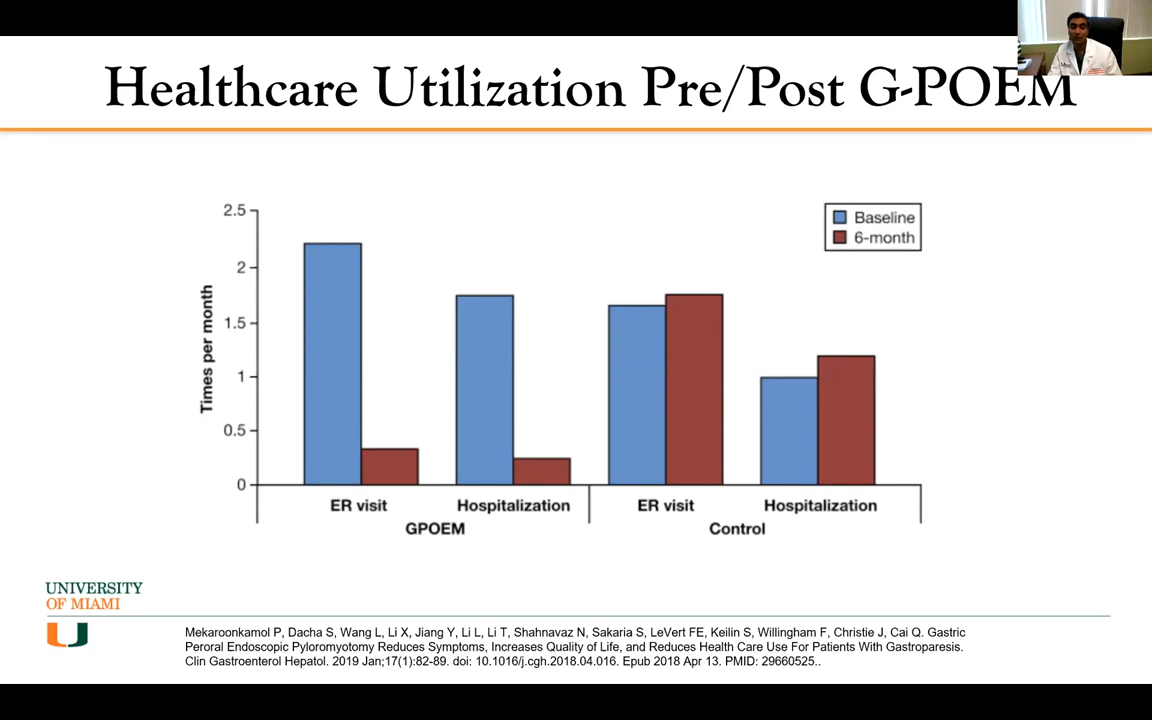 Healthcare Utilization Pre/Post G-POEM
2.5
2
1.5
1
0.5
0
Times per month
Baseline
6-month
ER visit
Hospitalization
ER visit
Hospitalization
GPOEM
Control
UNIVERSITY
OF MIAMI
U
Mekaroonkamol P, Dacha S, Wang L, Li X, Jiang Y, Li L, Li T, Shahnavaz N, Sakaria S, LeVert FE, Keilin S, Willingham F, Christie J, Cai Q. Gastric
Peroral Endoscopic Pyloromyotomy Reduces Symptoms, Increases Quality of Life, and Reduces Health Care Use For Patients With Gastroparesis.
Clin Gastroenterol Hepatol. 2019 Jan;17(1):82-89. doi: 10.1016/j.cgh.2018.04.016. Epub 2018 Apr 13. PMID: 29660525..